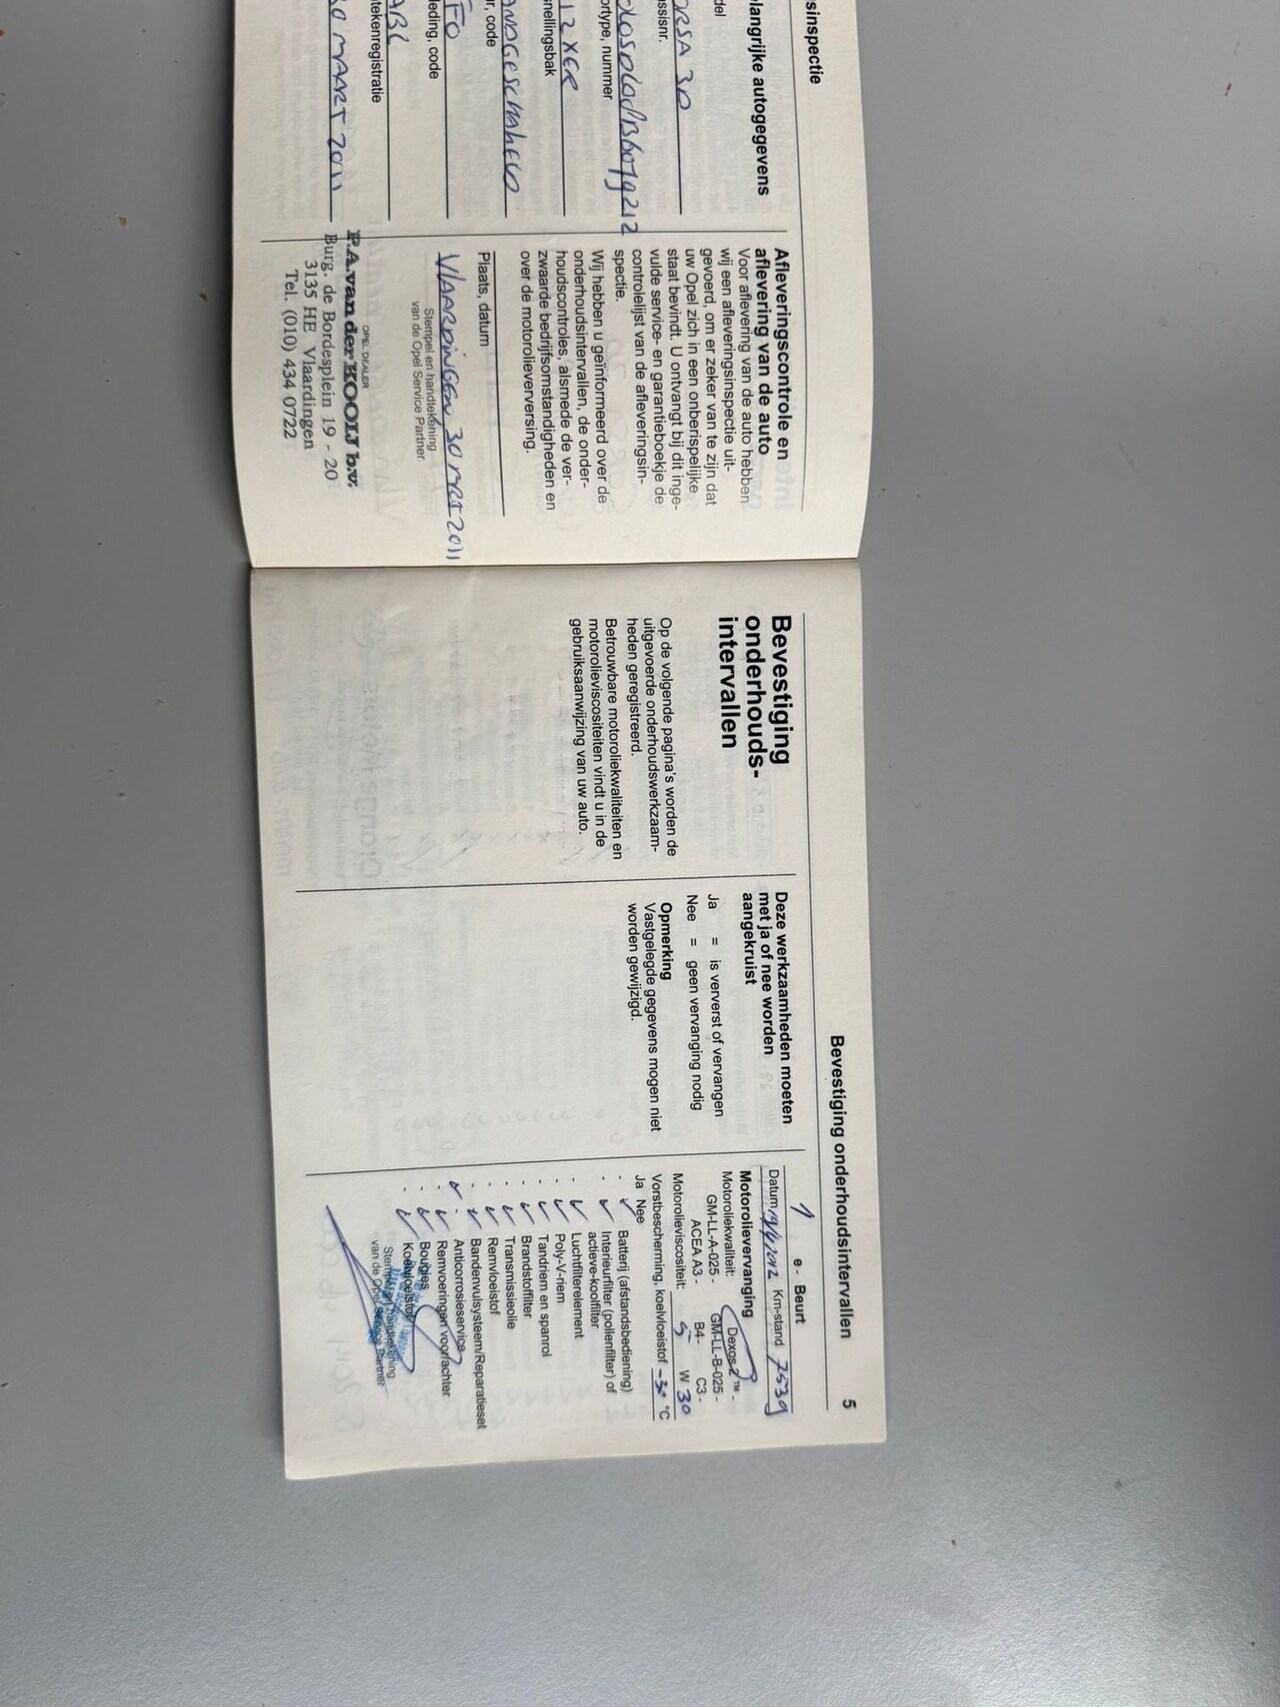 sinspectie
langrijke autogegevens
del
ORSA 3D
assisnr.
ortype, nummer
12XER
snellingsbak
ANDGESCHAKELD
r, code
leding, code
ABL
tekenregistratie
30 MAART 2011
Afleveringscontrole en
aflevering van de auto
Voor aflevering van de auto hebben
wij een afleveringsinspectie uit-
gevoerd, om er zeker van te zijn dat
uw Opel zich in een onberispelijke
staat bevindt. U ontvangt bij dit inge-
vulde service- en garantieboekje de
controlelijst van de afleveringsin-
spectie.
Wij hebben u geïnformeerd over de
onderhoudsintervallen, de onder-
houdscontroles, alsmede de ver-
zwaarde bedrijfsomstandigheden en
over de motorolieverversing.
Plaats, datum
VLAARDINGEN, 30 MRT 2011
Stempel en handtekening
van de Opel Service Partner
OPEL DEALER
P.A. van der KOOIJ b.v.
Burg. de Bordesplein 19 - 20
3135 HE Vlaardingen
Tel. (010) 434 0722
Bevestiging onderhoudsintervallen 5
Bevestiging
onderhouds-
intervallen
Op de volgende pagina's worden de
uitgevoerde onderhoudswerkzaam-
heden geregistreerd.
Betrouwbare motoroliekwaliteiten en
motorolieviscositeiten vindt u in de
gebruiksaanwijzing van uw auto.
Deze werkzaamheden moeten
met ja of nee worden
aangekruist
Ja = is ververst of vervangen
Nee = geen vervanging nodig
Opmerking
Vastgelegde gegevens mogen niet
worden gewijzigd.
1 e - Beurt
Datum Km-stand 7539
Motorolievervanging
Motoroliekwaliteit: Dexos-2™ -
GM-LL-A-025 - GM-LL-B-025 -
ACEA A3 - B4 - C3 -
Motorolieviscositeit: 5 W 30
Vorstbescherming, koelvloeistof -30 °C
Ja Nee
Batterij (afstandsbediening)
Interieurfilter (pollenfilter) of
actieve-koolfilter
Luchtfilterelement
Poly-V-riem
Tandriem en spanrol
Brandstoffilter
Transmissieolie
Remvloeistof
Bandenvulsysteem/Reparatieset
Anticorrosieservice
Remvoeringen voor/achter
Bougies
Koelvloeistof
Stempel en handtekening
van de Opel Service Partner